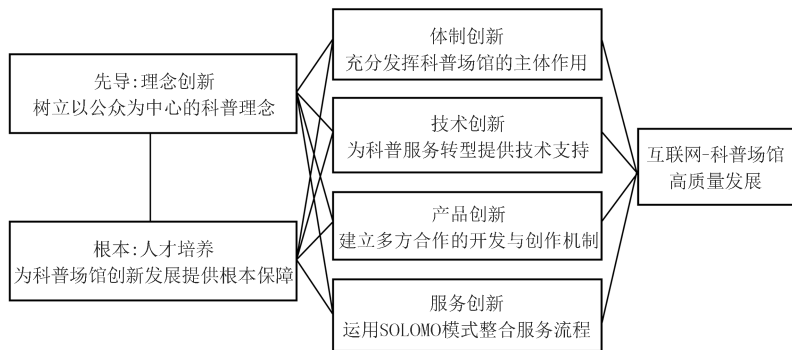 先导:理念创新
树立以公众为中心的科普理念
根本:人才培养
为科普场馆创新发展提供根本保障
体制创新
充分发挥科普场馆的主体作用
技术创新
为科普服务转型提供技术支持
产品创新
建立多方合作的开发与创作机制
服务创新
运用SOLOMO模式整合服务流程
互联网-科普场馆
高质量发展